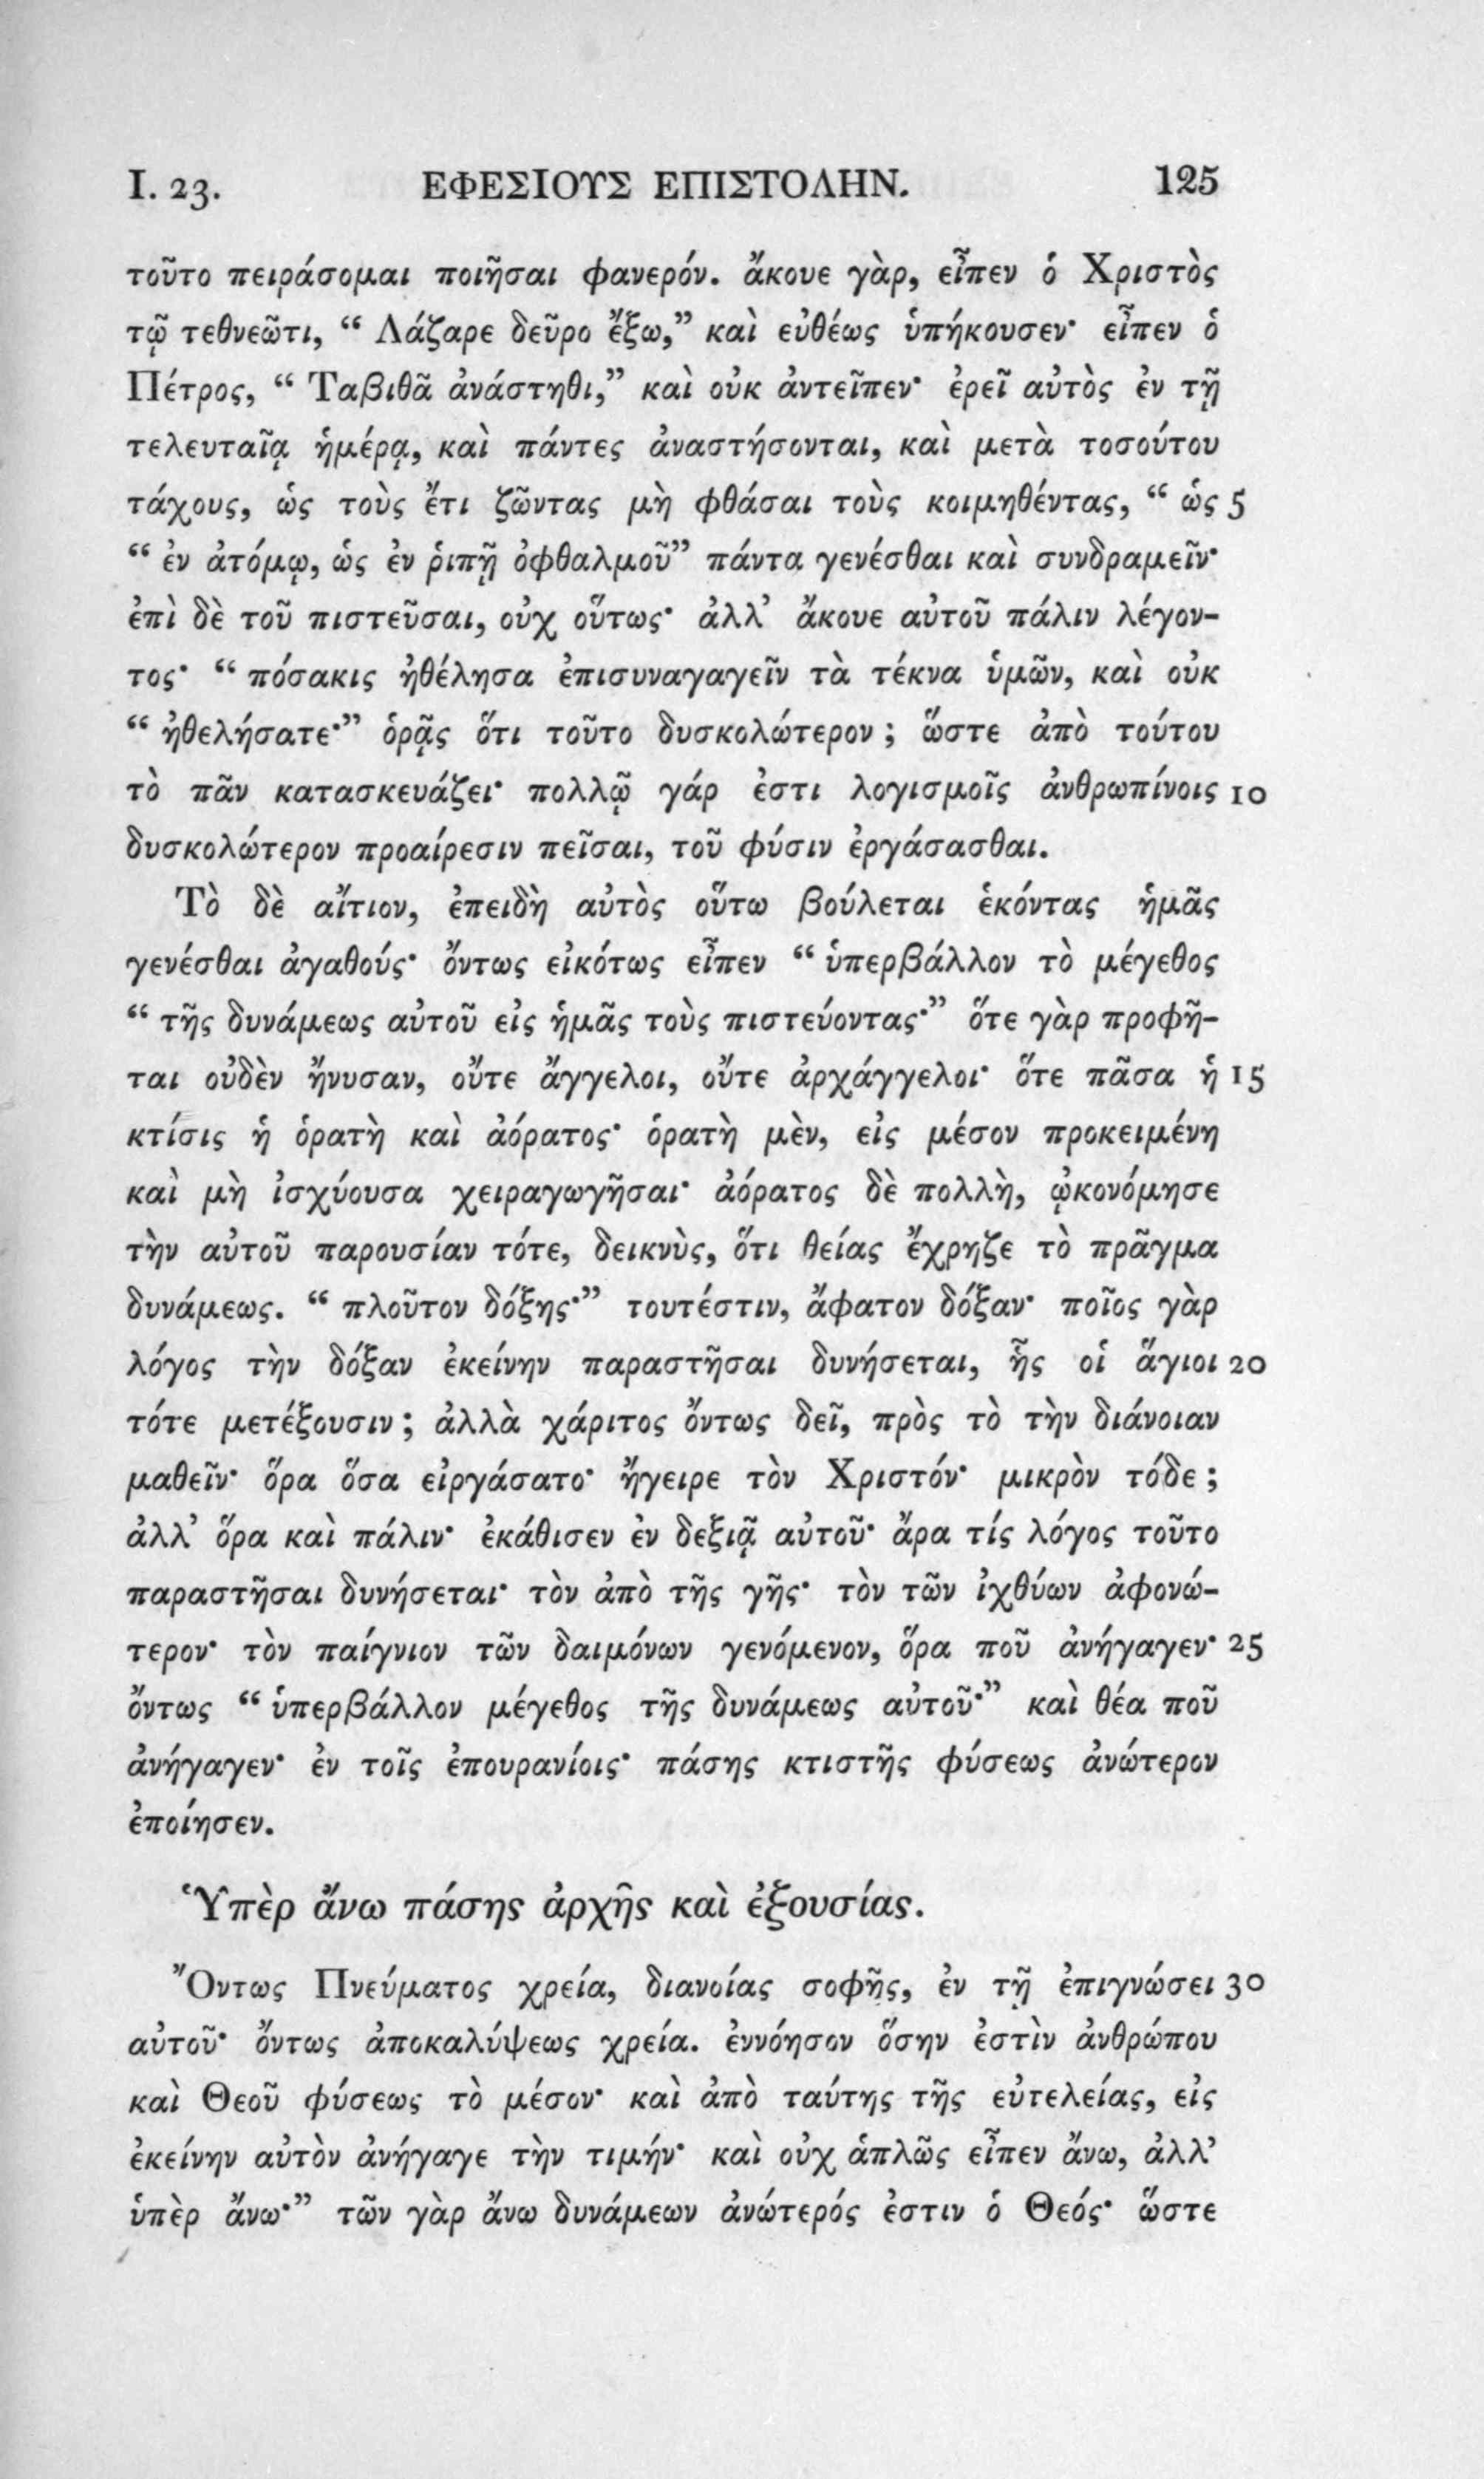 I. 23. ΕΦΕΣΙΟΥΣ ΕΠΙΣΤΟΛΗΝ. 125
τοῦτο πειράσομαι ποιῆσαι φανερόν. ἄκουε γὰρ, εἶπεν ὁ Χριστὸς
τῷ τεθνεῶτι, “ Λάζαρε δεῦρο ἔξω,” καὶ εὐθέως ὑπήκουσεν· εἶπεν ὁ
Πέτρος, “ Ταβιθᾶ ἀνάστηθι,” καὶ οὐκ ἀντεῖπεν· ἐρεῖ αὐτὸς ἐν τῇ
τελευταῖᾳ ἡμέρᾳ, καὶ πάντες ἀναστήσονται, καὶ μετὰ τοσούτου
τάχους, ὡς τοὺς ἔτι ζῶντας μὴ φθάσαι τοὺς κοιμηθέντας, “ ὡς 5
“ ἐν ἀτόμῳ, ὡς ἐν ῥιπῇ ὀφθαλμοῦ” πάντα γενέσθαι καὶ συνδραμεῖν·
ἐπὶ δὲ τοῦ πιστεῦσαι, οὐχ οὕτως· ἀλλ’ ἄκουε αὐτοῦ πάλιν λέγον-
τος· “ πόσακις ἠθέλησα ἐπισυναγαγεῖν τὰ τέκνα ὑμῶν, καὶ οὐκ
“ ἠθελήσατε·” ὁρᾷς ὅτι τοῦτο δυσκολώτερον ; ὥστε ἀπὸ τούτου
τὸ πᾶν κατασκευάζει· πολλῷ γάρ ἐστι λογισμοῖς ἀνθρωπίνοις 10
δυσκολώτερον προαίρεσιν πεῖσαι, τοῦ φύσιν ἐργάσασθαι.
Τὸ δὲ αἴτιον, ἐπειδὴ αὐτὸς οὕτω βούλεται ἑκόντας ἡμᾶς
γενέσθαι ἀγαθούς· ὄντως εἰκότως εἶπεν “ ὑπερβάλλον τὸ μέγεθος
“ τῆς δυνάμεως αὐτοῦ εἰς ἡμᾶς τοὺς πιστεύοντας·” ὅτε γὰρ προφῆ-
ται οὐδὲν ἤνυσαν, οὔτε ἄγγελοι, οὔτε ἀρχάγγελοι· ὅτε πᾶσα ἡ 15
κτίσις ἡ ὁρατὴ καὶ ἀόρατος· ὁρατὴ μὲν, εἰς μέσον προκειμένη
καὶ μὴ ἰσχύουσα χειραγωγῆσαι· ἀόρατος δὲ πολλὴ, ᾠκονόμησε
τὴν αὐτοῦ παρουσίαν τότε, δεικνὺς, ὅτι θείας ἔχρηζε τὸ πρᾶγμα
δυνάμεως. “ πλοῦτον δόξης·” τουτέστιν, ἄφατον δόξαν· ποῖος γὰρ
λόγος τὴν δόξαν ἐκείνην παραστῆσαι δυνήσεται, ἧς οἱ ἅγιοι 20
τότε μετέξουσιν ; ἀλλὰ χάριτος ὄντως δεῖ, πρὸς τὸ τὴν διάνοιαν
μαθεῖν· ὅρα ὅσα εἰργάσατο· ἤγειρε τὸν Χριστόν· μικρὸν τόδε ;
ἀλλ’ ὅρα καὶ πάλιν· ἐκάθισεν ἐν δεξιᾷ αὐτοῦ· ἄρα τίς λόγος τοῦτο
παραστῆσαι δυνήσεται· τὸν ἀπὸ τῆς γῆς· τὸν τῶν ἰχθύων ἀφονώ-
τερον· τὸν παίγνιον τῶν δαιμόνων γενόμενον, ὅρα ποῦ ἀνήγαγεν· 25
ὄντως “ ὑπερβάλλον μέγεθος τῆς δυνάμεως αὐτοῦ·” καὶ θέα ποῦ
ἀνήγαγεν· ἐν τοῖς ἐπουρανίοις· πάσης κτιστῆς φύσεως ἀνώτερον
ἐποίησεν.
Ὑπὲρ ἄνω πάσης ἀρχῆς καὶ ἐξουσίας.
Ὄντως Πνεύματος χρεία, διανοίας σοφῆς, ἐν τῇ ἐπιγνώσει 30
αὐτοῦ· ὄντως ἀποκαλύψεως χρεία. ἐννόησον ὅσην ἐστὶν ἀνθρώπου
καὶ Θεοῦ φύσεως τὸ μέσον· καὶ ἀπὸ ταύτης τῆς εὐτελείας, εἰς
ἐκείνην αὐτὸν ἀνήγαγε τὴν τιμήν· καὶ οὐχ ἁπλῶς εἶπεν ἄνω, ἀλλ’
ὑπὲρ ἄνω·” τῶν γὰρ ἄνω δυνάμεων ἀνώτερός ἐστιν ὁ Θεός· ὥστε